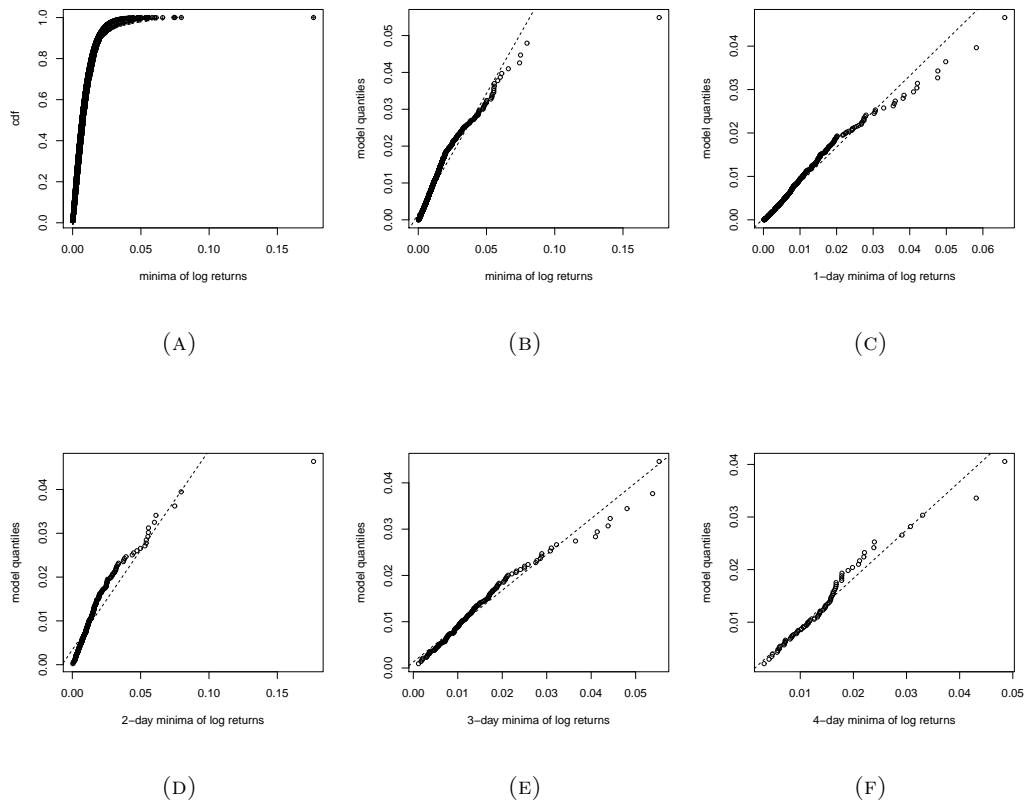 cdf
0.0 0.2 0.4 0.6 0.8 1.0
0.00 0.05 0.10 0.15
minima of log returns
(A)
model quantiles
0.00 0.01 0.02 0.03 0.04 0.05
0.00 0.05 0.10 0.15
minima of log returns
(B)
model quantiles
0.00 0.01 0.02 0.03 0.04
0.00 0.01 0.02 0.03 0.04 0.05 0.06
1−day minima of log returns
(C)
model quantiles
0.00 0.01 0.02 0.03 0.04
0.00 0.05 0.10 0.15
2−day minima of log returns
(D)
model quantiles
0.00 0.01 0.02 0.03 0.04
0.00 0.01 0.02 0.03 0.04 0.05
3−day minima of log returns
(E)
model quantiles
0.01 0.02 0.03 0.04
0.01 0.02 0.03 0.04 0.05
4−day minima of log returns
(F)